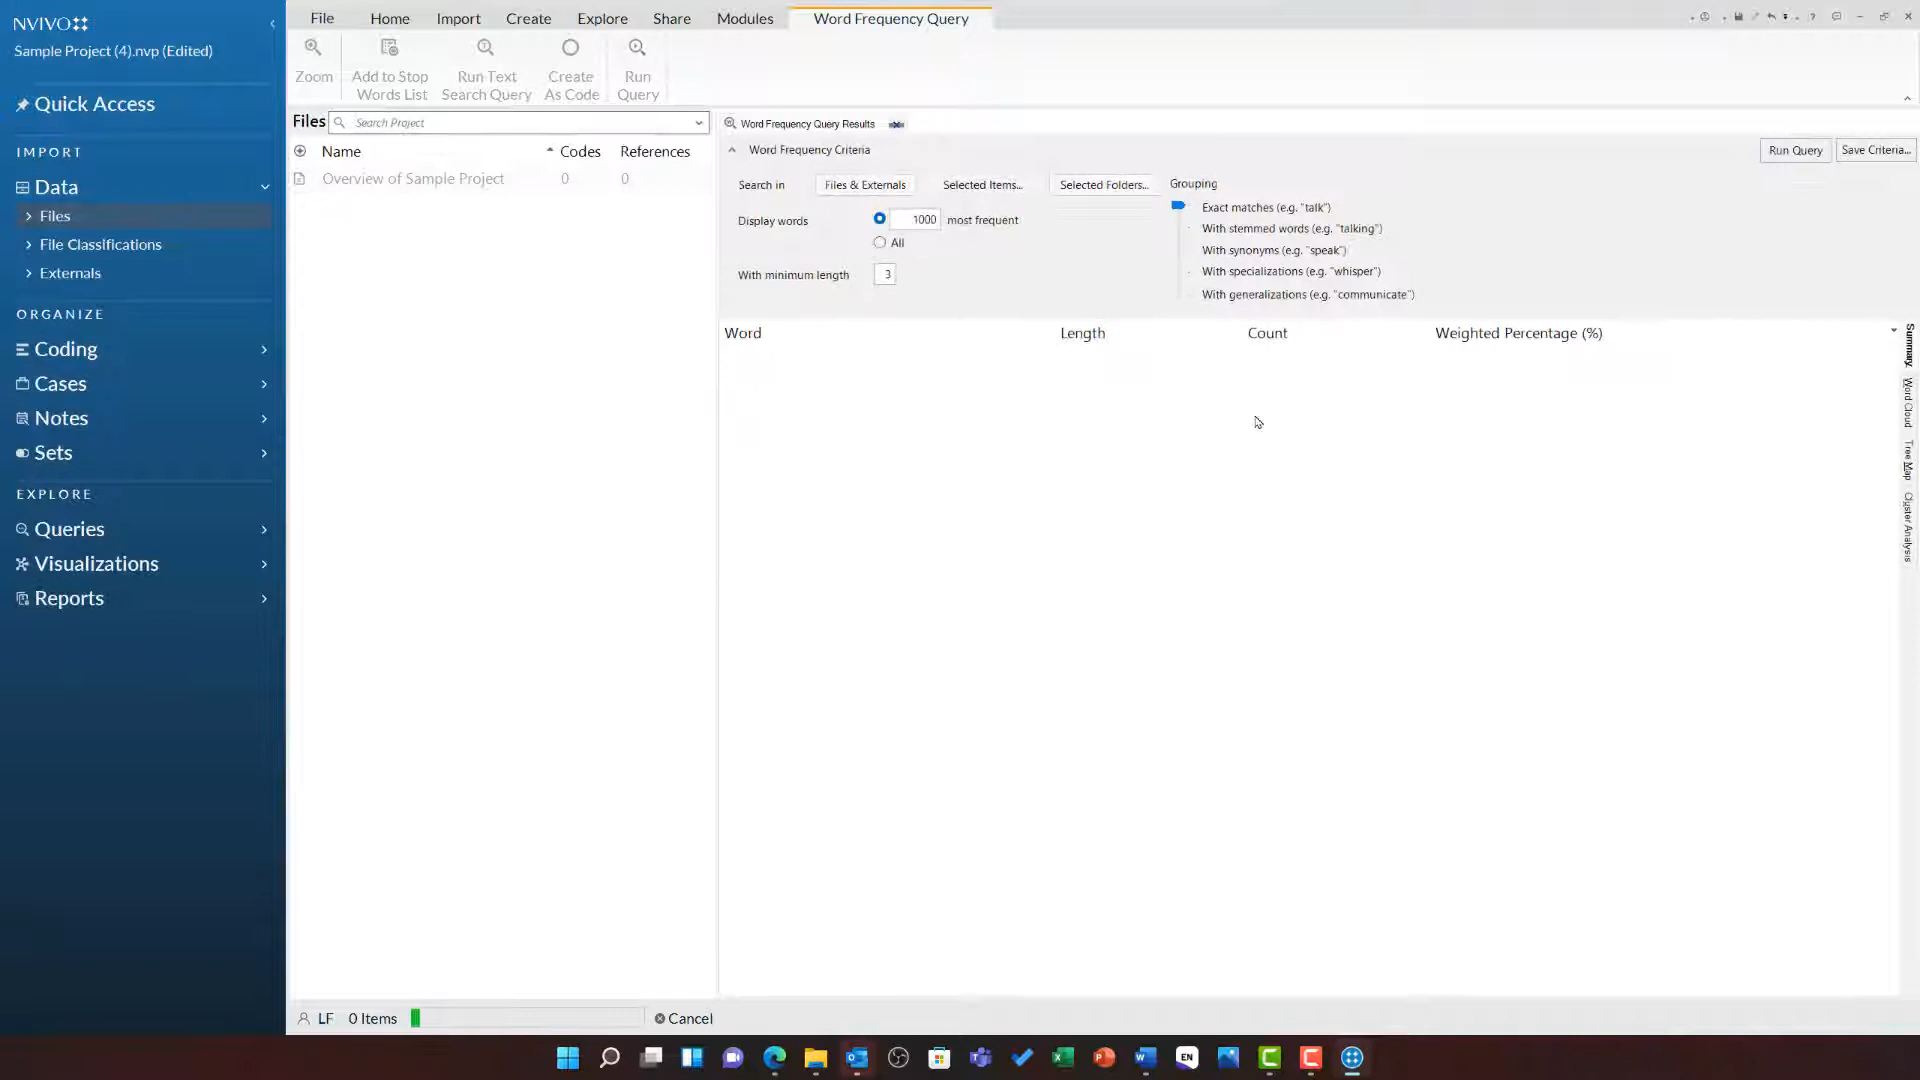 NVIVO
Sample Project (4).nvp (Edited)
Quick Access
IMPORT
Data
Files
File Classifications
Externals
ORGANIZE
Coding
Cases
Notes
Sets
EXPLORE
Queries
Visualizations
Reports
File Home Import Create Explore Share Modules Word Frequency Query
Zoom
Add to Stop Words List
Run Text Search Query
Create As Code
Run Query
Files Search Project
Name Codes References
Overview of Sample Project 0 0
Word Frequency Query Results
Word Frequency Criteria
Run Query Save Criteria...
Search in Files & Externals Selected Items... Selected Folders...
Display words 1000 most frequent
All
With minimum length 3
Grouping
Exact matches (e.g. "talk")
With stemmed words (e.g. "talking")
With synonyms (e.g. "speak")
With specializations (e.g. "whisper")
With generalizations (e.g. "communicate")
Word Length Count Weighted Percentage (%)
Summary
Word Cloud
Tree Map
Cluster Analysis
LF 0 Items Cancel
EN